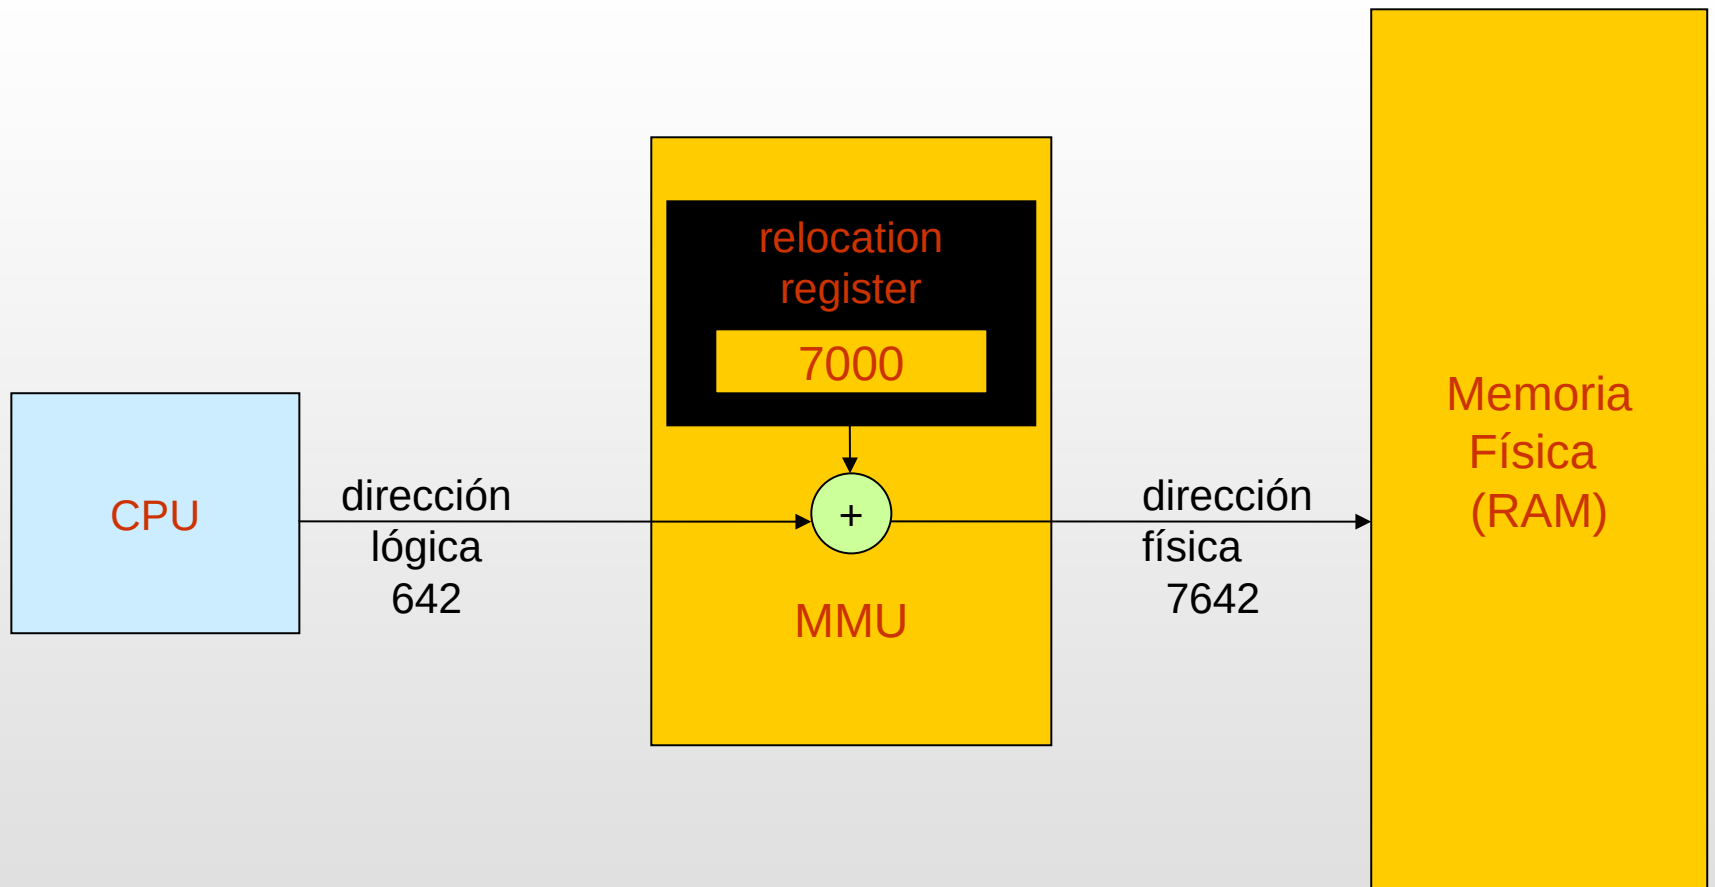 CPU
dirección
lógica
642
relocation
register
7000
+
MMU
dirección
física
7642
Memoria
Física
(RAM)